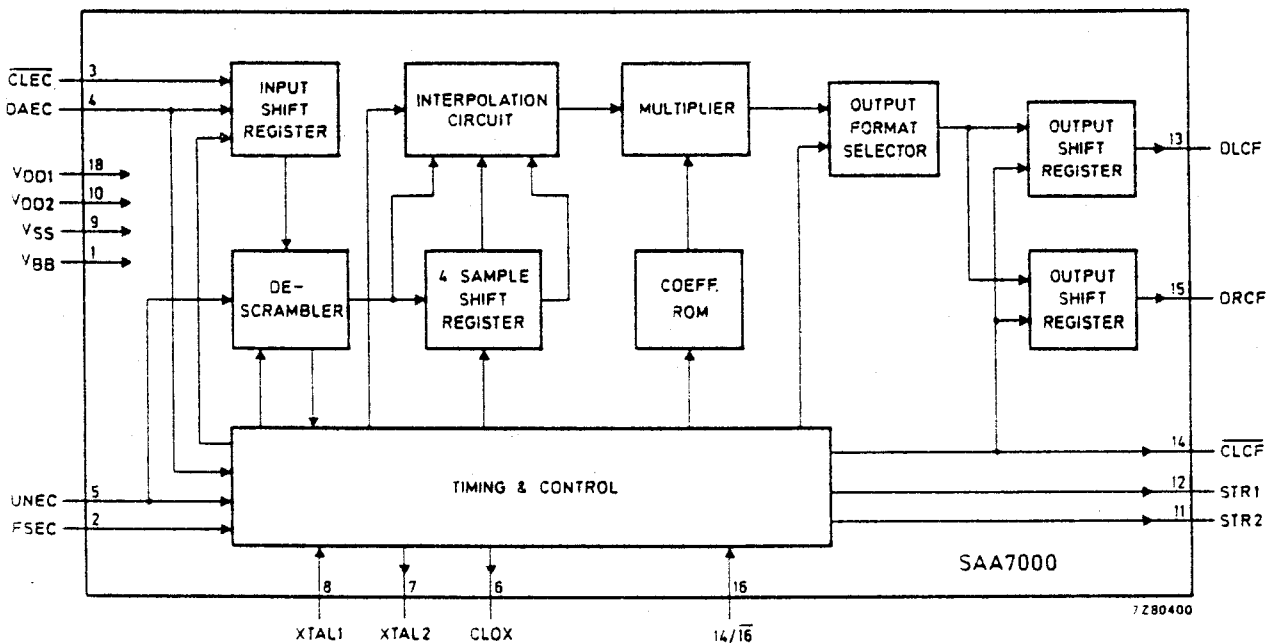 CLEC
3
DAEC
4
VDD1
18
VDD2
10
VSS
9
VBB
1
UNEC
5
FSEC
2
INPUT
SHIFT
REGISTER
INTERPOLATION
CIRCUIT
MULTIPLIER
OUTPUT
FORMAT
SELECTOR
OUTPUT
SHIFT
REGISTER
13
DLCF
DE-
SCRAMBLER
4 SAMPLE
SHIFT
REGISTER
COEFF.
ROM
OUTPUT
SHIFT
REGISTER
15
DRCF
TIMING & CONTROL
14
CLCF
12
STR1
11
STR2
SAA7000
8
7
6
16
XTAL1
XTAL2
CLOX
14/16
7Z80400